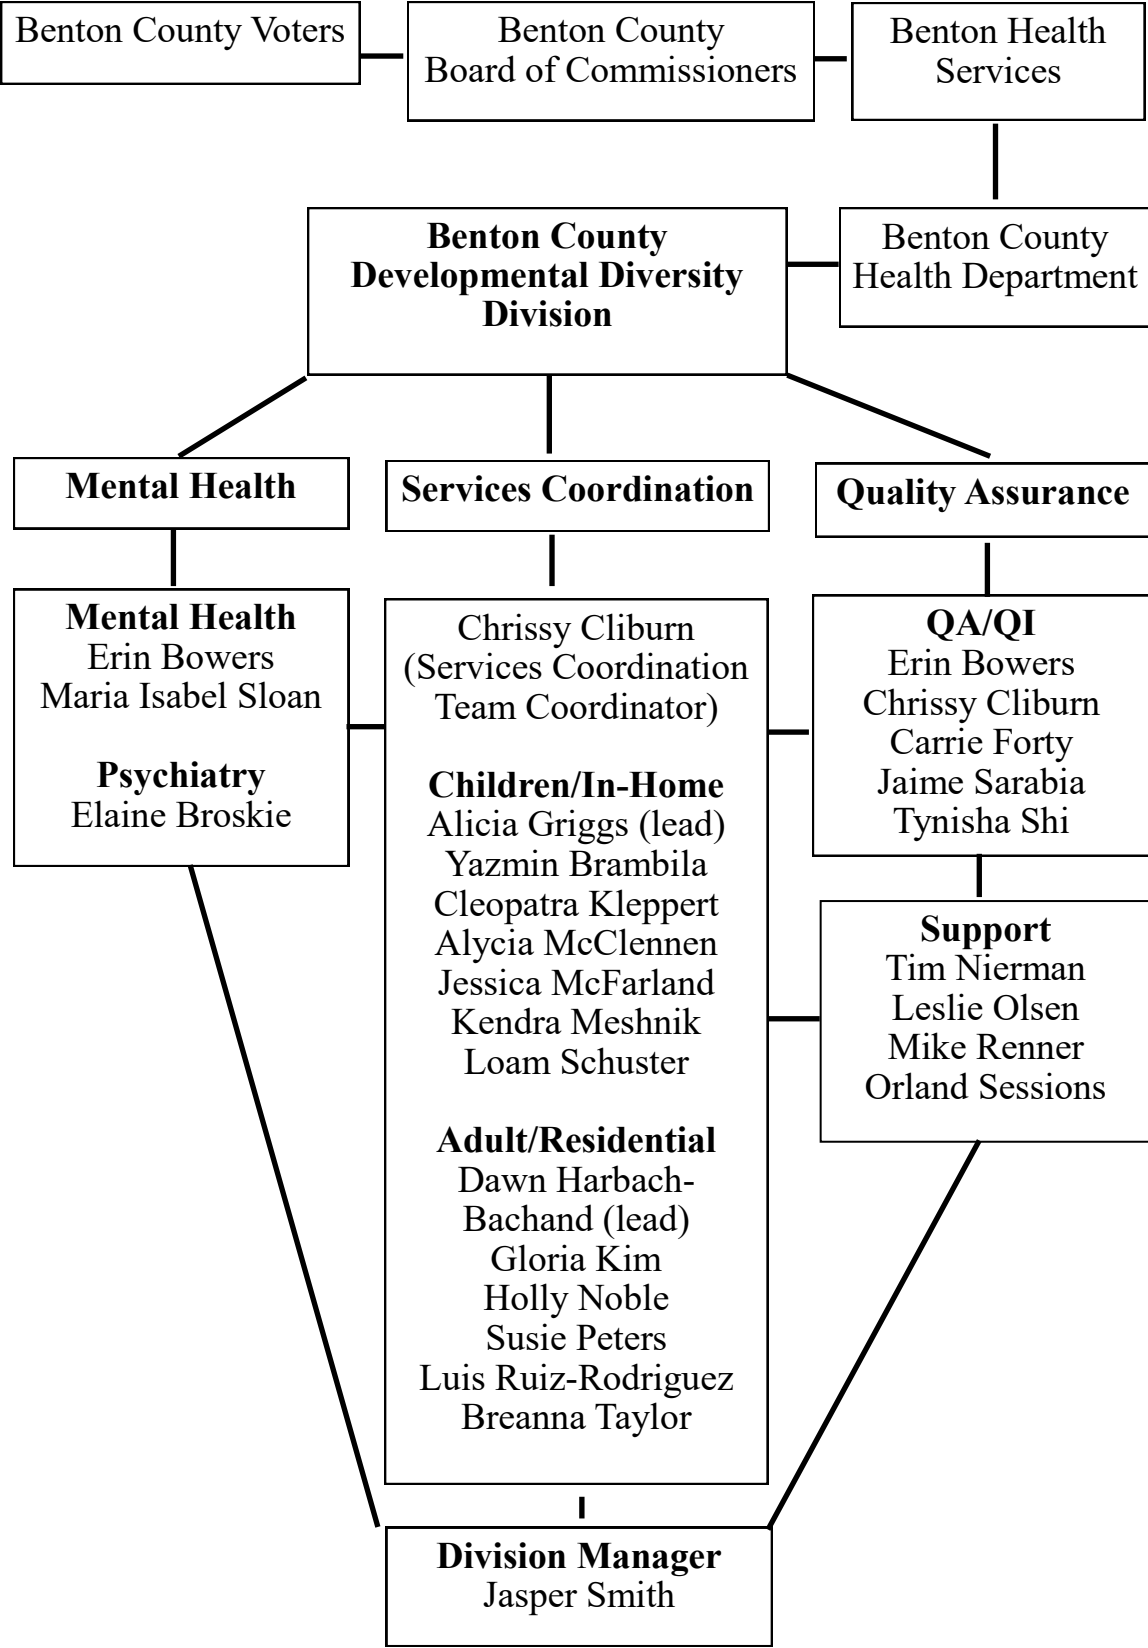 Benton County Voters
Benton County
Board of Commissioners
Benton Health
Services
Benton County
Developmental Diversity
Division
Benton County
Health Department
Mental Health
Services Coordination
Quality Assurance
Mental Health
Erin Bowers
Maria Isabel Sloan
Psychiatry
Elaine Broskie
Chrissy Cliburn
(Services Coordination
Team Coordinator)
Children/In-Home
Alicia Griggs (lead)
Yazmin Brambila
Cleopatra Kleppert
Alycia McClennen
Jessica McFarland
Kendra Meshnik
Loam Schuster
Adult/Residential
Dawn Harbach-
Bachand (lead)
Gloria Kim
Holly Noble
Susie Peters
Luis Ruiz-Rodriguez
Breanna Taylor
QA/QI
Erin Bowers
Chrissy Cliburn
Carrie Forty
Jaime Sarabia
Tynisha Shi
Support
Tim Nierman
Leslie Olsen
Mike Renner
Orland Sessions
Division Manager
Jasper Smith